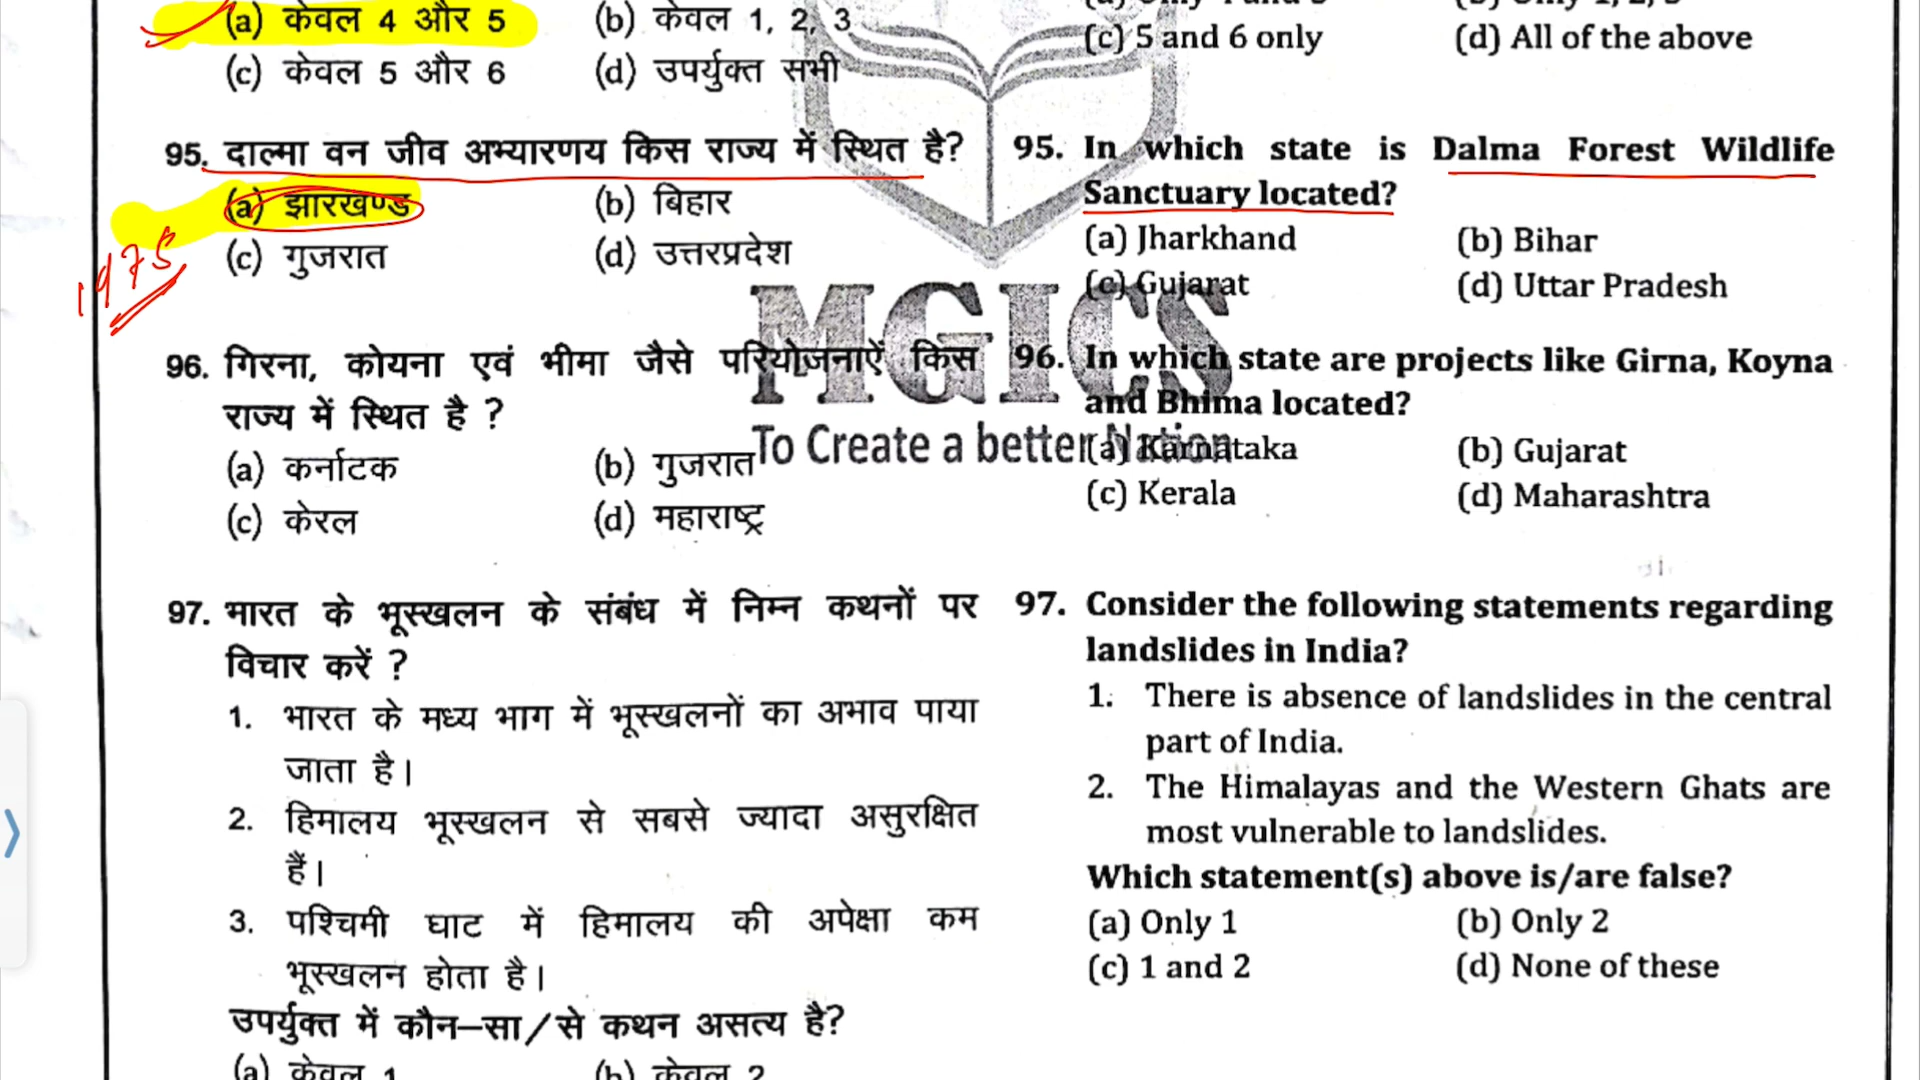 (a) केवल 4 और 5 (b) केवल 1, 2, 3
(c) केवल 5 और 6 (d) उपर्युक्त सभी
95. दाल्मा वन जीव अभ्यारणय किस राज्य में स्थित है?
(a) झारखण्ड (b) बिहार
(c) गुजरात (d) उत्तरप्रदेश
1975
96. गिरना, कोयना एवं भीमा जैसे परियोजनाऐं किस
राज्य में स्थित है ?
(a) कर्नाटक (b) गुजरात
(c) केरल (d) महाराष्ट्र
97. भारत के भूस्खलन के संबंध में निम्न कथनों पर
विचार करें ?
1. भारत के मध्य भाग में भूस्खलनों का अभाव पाया
जाता है।
2. हिमालय भूस्खलन से सबसे ज्यादा असुरक्षित
हैं।
3. पश्चिमी घाट में हिमालय की अपेक्षा कम
भूस्खलन होता है।
उपर्युक्त में कौन–सा/से कथन असत्य है?
(a) केवल 1 (b) केवल 2
(c) 5 and 6 only (d) All of the above
95. In which state is Dalma Forest Wildlife
Sanctuary located?
(a) Jharkhand (b) Bihar
(c) Gujarat (d) Uttar Pradesh
96. In which state are projects like Girna, Koyna
and Bhima located?
(a) Karnataka (b) Gujarat
(c) Kerala (d) Maharashtra
97. Consider the following statements regarding
landslides in India?
1. There is absence of landslides in the central
part of India.
2. The Himalayas and the Western Ghats are
most vulnerable to landslides.
Which statement(s) above is/are false?
(a) Only 1 (b) Only 2
(c) 1 and 2 (d) None of these
MGICS
To Create a better Nation